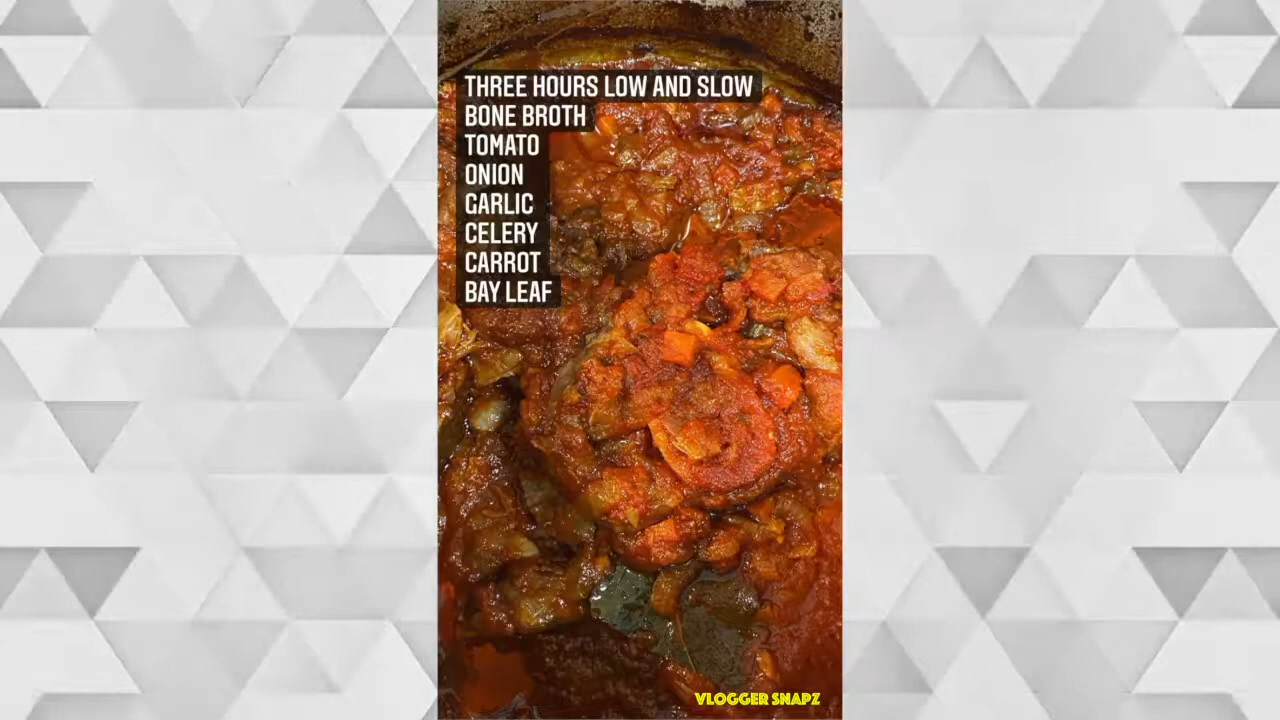 THREE HOURS LOW AND SLOW
BONE BROTH
TOMATO
ONION
GARLIC
CELERY
CARROT
BAY LEAF
VLOGGER SNAPZ